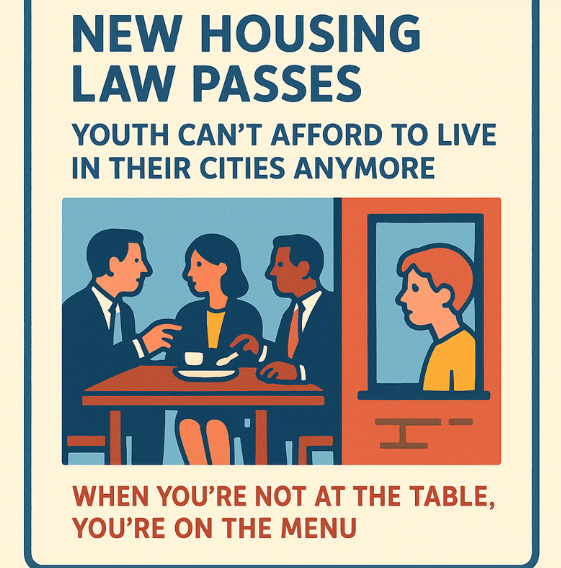 NEW HOUSING
LAW PASSES
YOUTH CAN'T AFFORD TO LIVE
IN THEIR CITIES ANYMORE
WHEN YOU'RE NOT AT THE TABLE,
YOU'RE ON THE MENU